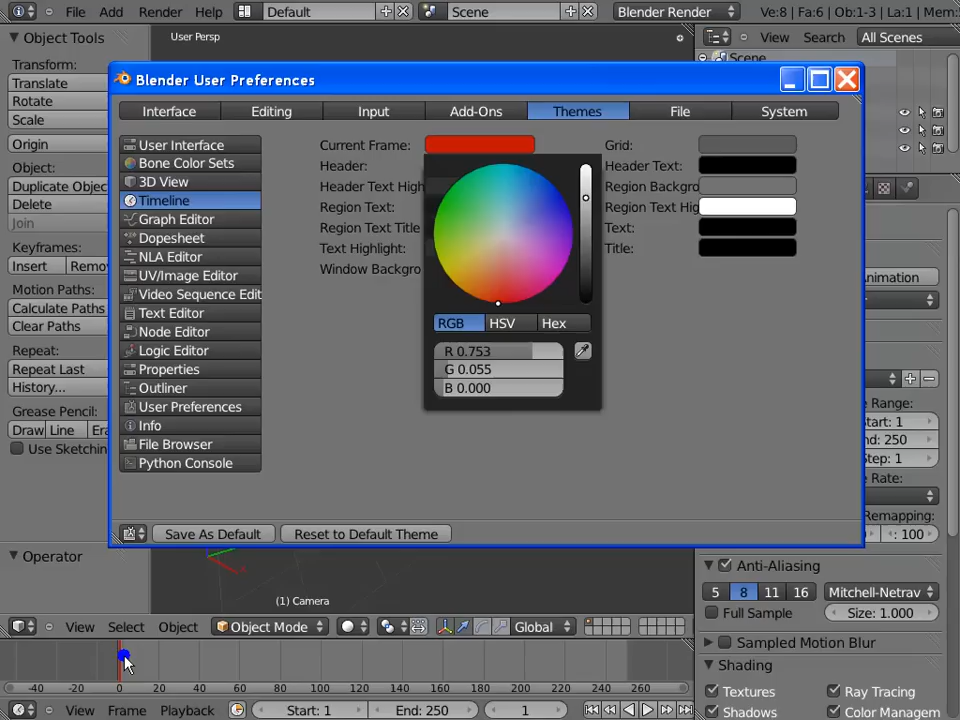 File Add Render Help Default Scene Blender Render Ve:8 | Fa:6 | Ob:1-3 | La:1 | Mem:
Object Tools
User Persp
View Search All Scenes
Scene
Transform:
Translate
Rotate
Scale
Origin
Object:
Duplicate Objec
Delete
Join
Keyframes:
Insert Remo
Motion Paths:
Calculate Paths
Clear Paths
Repeat:
Repeat Last
History...
Grease Pencil:
Draw Line Era
Use Sketchin
Operator
Blender User Preferences
Interface Editing Input Add-Ons Themes File System
User Interface
Bone Color Sets
3D View
Timeline
Graph Editor
Dopesheet
NLA Editor
UV/Image Editor
Video Sequence Edit
Text Editor
Node Editor
Logic Editor
Properties
Outliner
User Preferences
Info
File Browser
Python Console
Current Frame:
Header:
Header Text High
Region Text:
Region Text Title
Text Highlight:
Window Backgro
RGB HSV Hex
R 0.753
G 0.055
B 0.000
Grid:
Header Text:
Region Backgro
Region Text Hig
Text:
Title:
Save As Default Reset to Default Theme
nimation
Range:
tart: 1
nd: 250
Step: 1
e Rate:
Remapping:
: 100
Anti-Aliasing
5 8 11 16 Mitchell-Netrav
Full Sample Size: 1.000
Sampled Motion Blur
Shading
Textures Ray Tracing
Shadows Color Managem
(1) Camera
View Select Object Object Mode Global
-40 -20 0 20 40 60 80 100 120 140 160 180 200 220 240 260
View Frame Playback Start: 1 End: 250 1